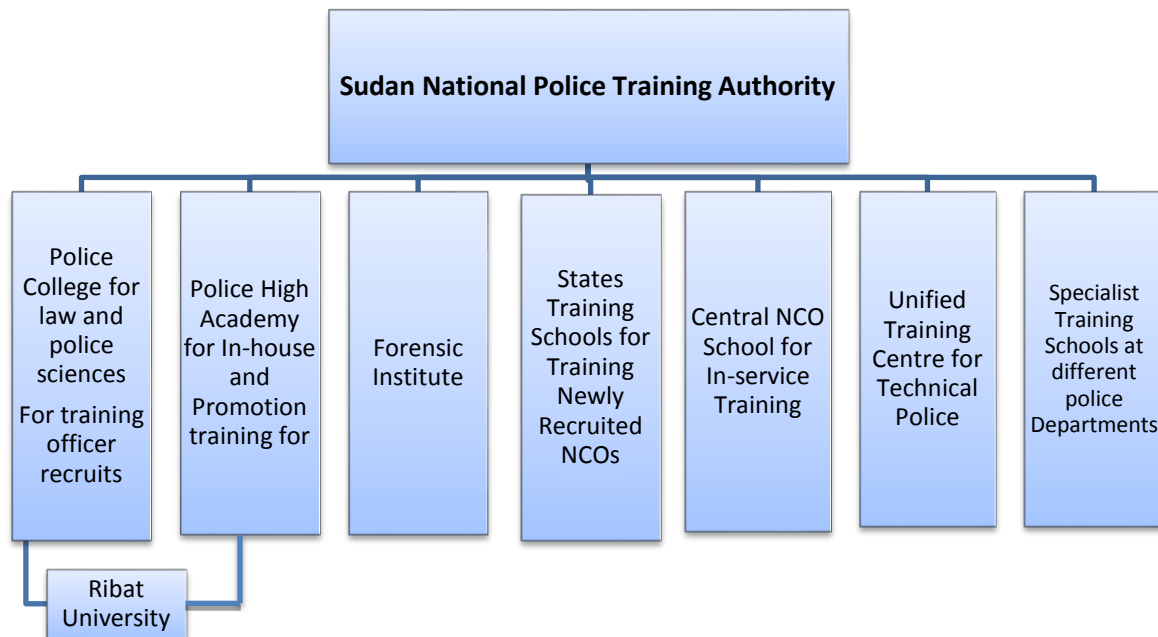 Sudan National Police Training Authority
Police
College for
law and
police
sciences
For training
officer
recruits
Police High
Academy
for In-house
and
Promotion
training for
Forensic
Institute
States
Training
Schools for
Training
Newly
Recruited
NCOs
Central NCO
School for
In-service
Training
Unified
Training
Centre for
Technical
Police
Specialist
Training
Schools at
different
police
Departments
Ribat
University